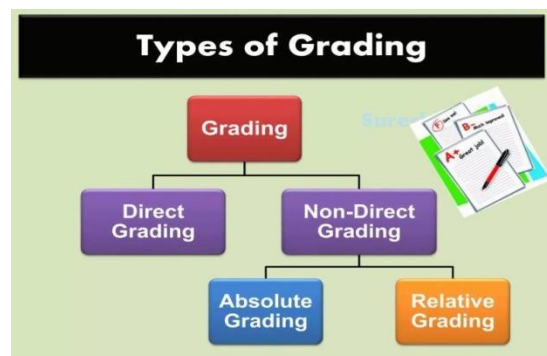 Types of Grading
Grading
Direct
Grading
Non-Direct
Grading
Absolute
Grading
Relative
Grading
A+
Great job!
B-
F